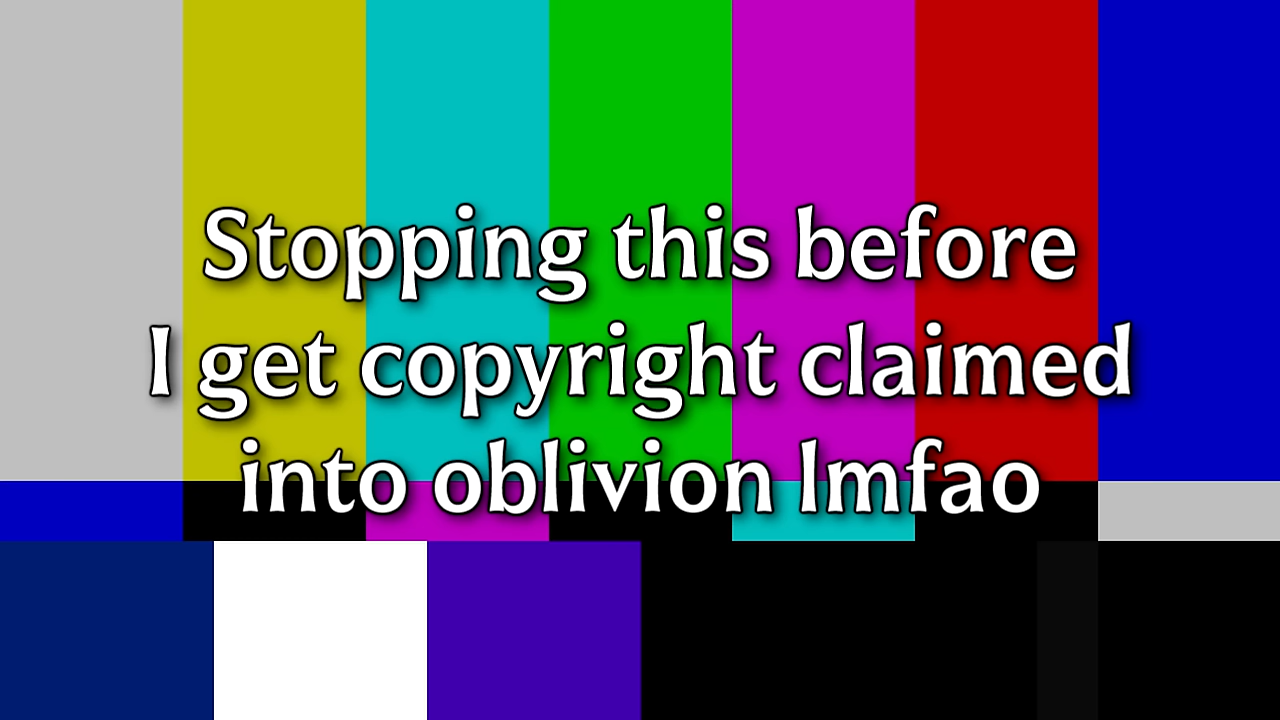 Stopping this before
I get copyright claimed
into oblivion lmfao